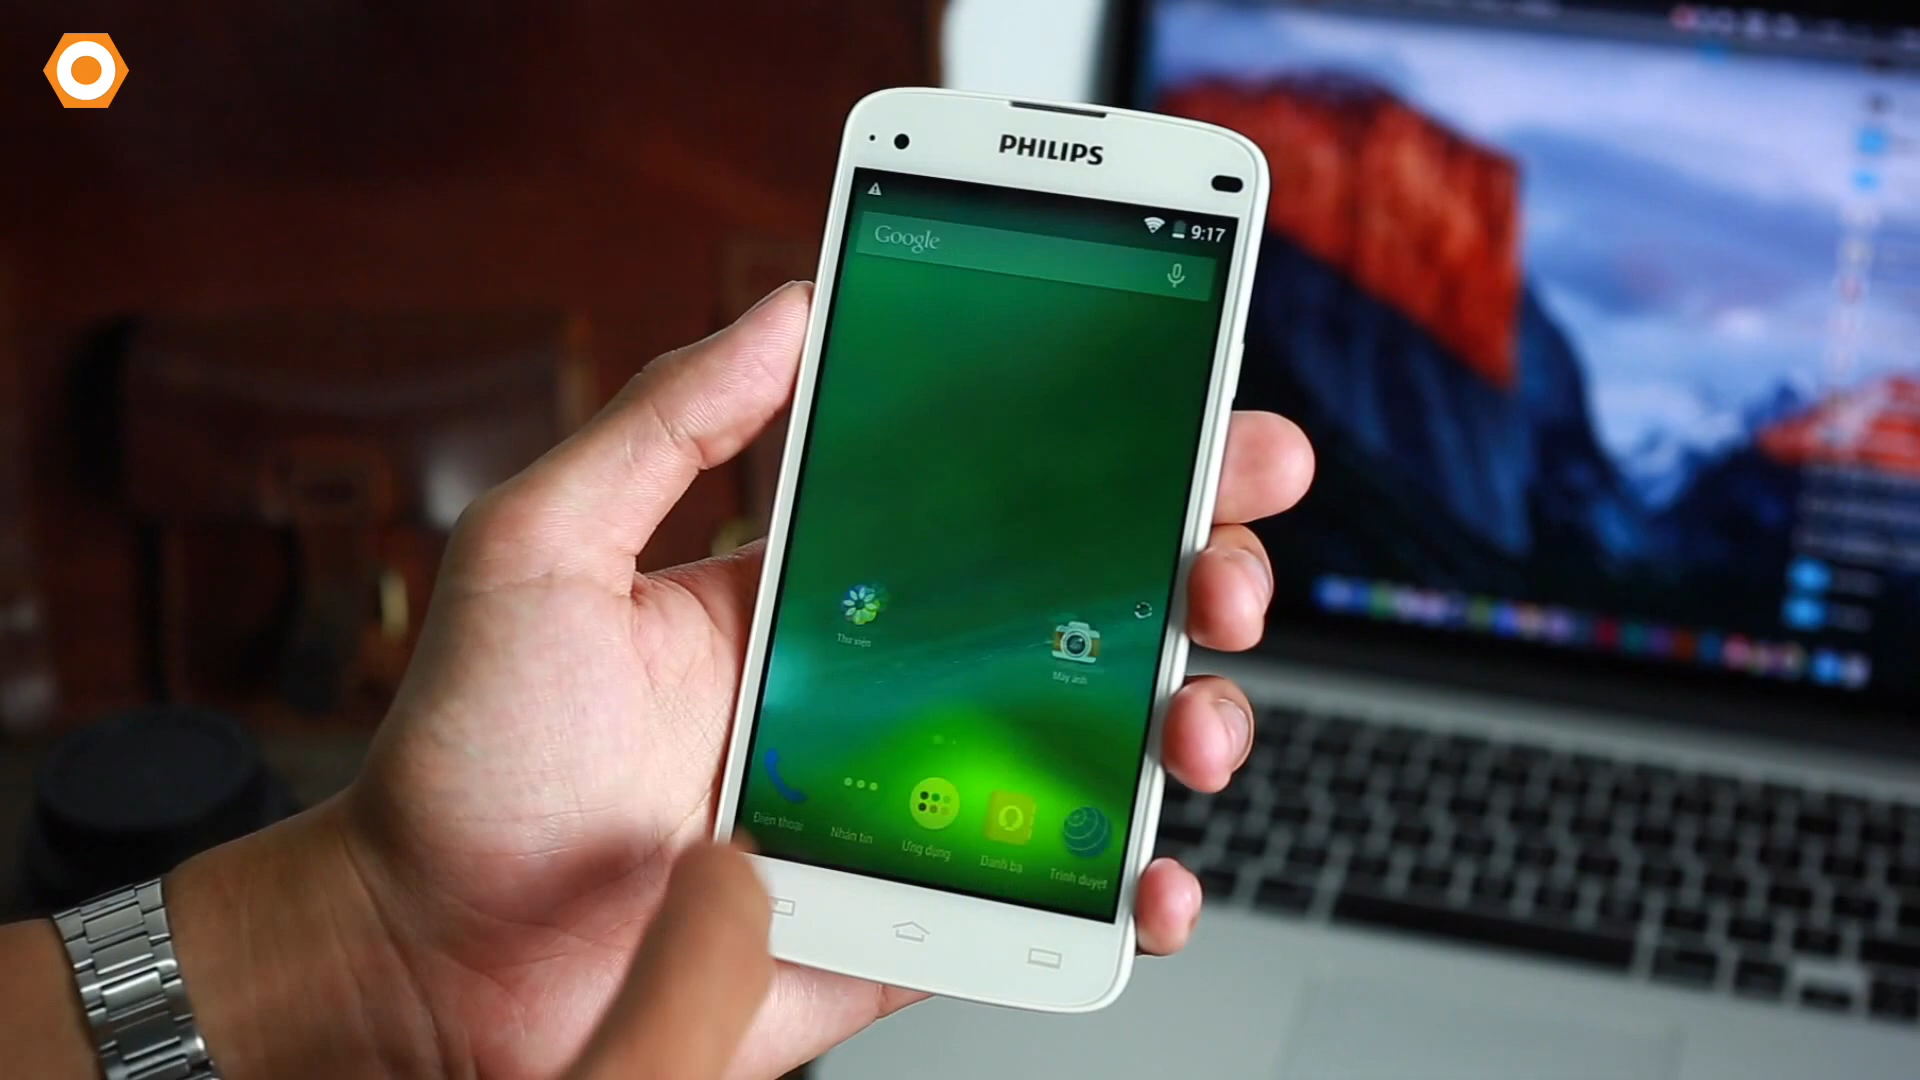 PHILIPS
9:17
Google
Thư viện
Máy ảnh
Điện thoại
Nhắn tin
Ứng dụng
Danh bạ
Trình duyệt